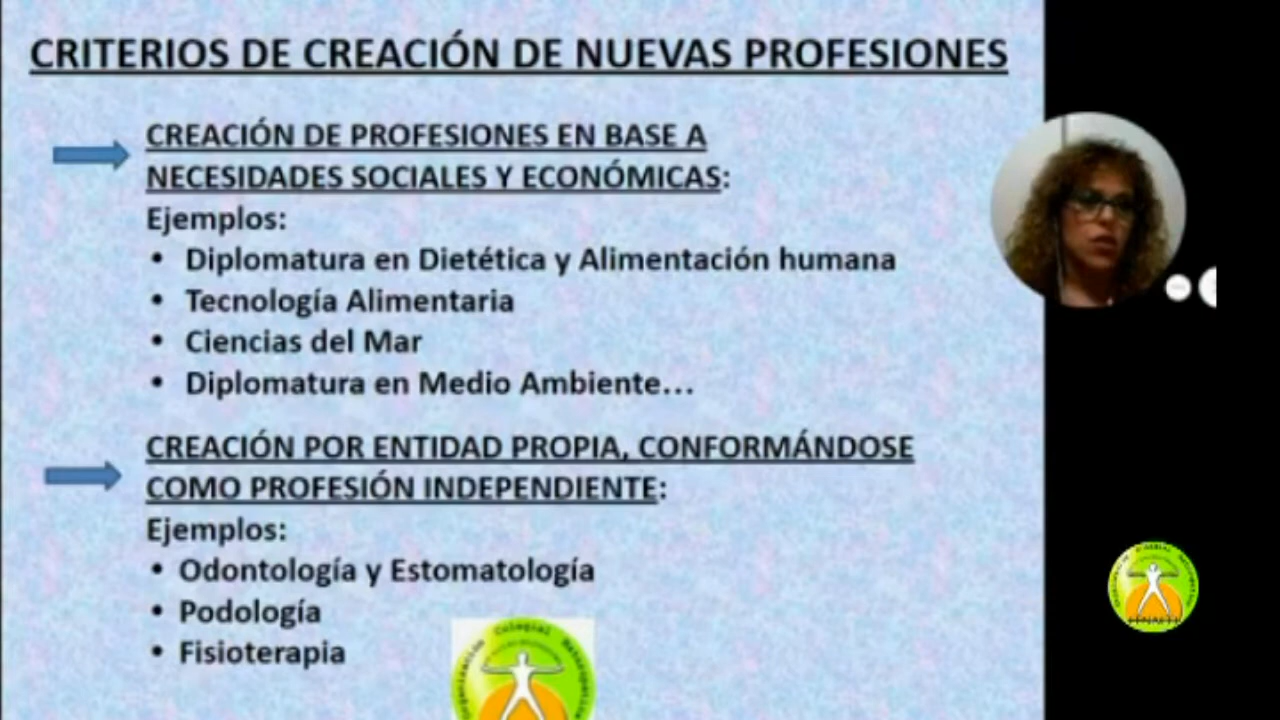 CRITERIOS DE CREACIÓN DE NUEVAS PROFESIONES
CREACIÓN DE PROFESIONES EN BASE A
NECESIDADES SOCIALES Y ECONÓMICAS:
Ejemplos:
• Diplomatura en Dietética y Alimentación humana
• Tecnología Alimentaria
• Ciencias del Mar
• Diplomatura en Medio Ambiente...
CREACIÓN POR ENTIDAD PROPIA, CONFORMÁNDOSE
COMO PROFESIÓN INDEPENDIENTE:
Ejemplos:
• Odontología y Estomatología
• Podología
• Fisioterapia
Organización Colegial